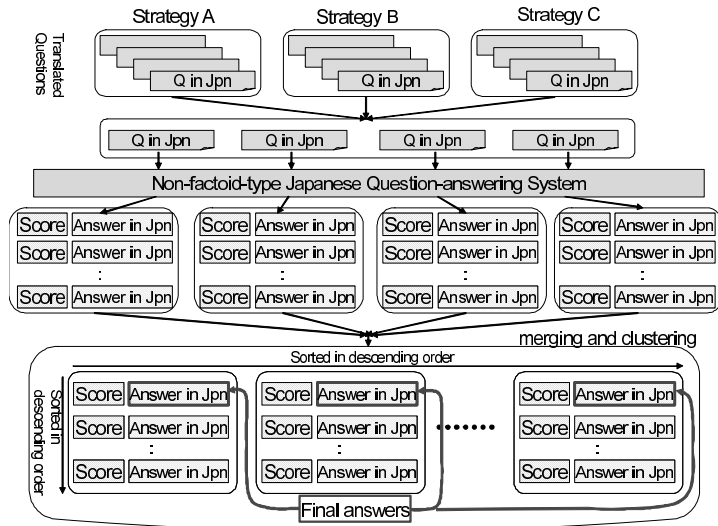 Strategy A
Strategy B
Strategy C
Translated
Questions
Q in Jpn
Q in Jpn
Q in Jpn
Q in Jpn
Q in Jpn
Q in Jpn
Q in Jpn
Non-factoid-type Japanese Question-answering System
Score Answer in Jpn
Score Answer in Jpn
:
Score Answer in Jpn
Score Answer in Jpn
Score Answer in Jpn
:
Score Answer in Jpn
Score Answer in Jpn
Score Answer in Jpn
:
Score Answer in Jpn
Score Answer in Jpn
Score Answer in Jpn
:
Score Answer in Jpn
merging and clustering
Sorted in descending order
Sorted in
descending order
Score Answer in Jpn
Score Answer in Jpn
:
Score Answer in Jpn
Score Answer in Jpn
Score Answer in Jpn
:
Score Answer in Jpn
.......
Score Answer in Jpn
Score Answer in Jpn
:
Score Answer in Jpn
Final answers